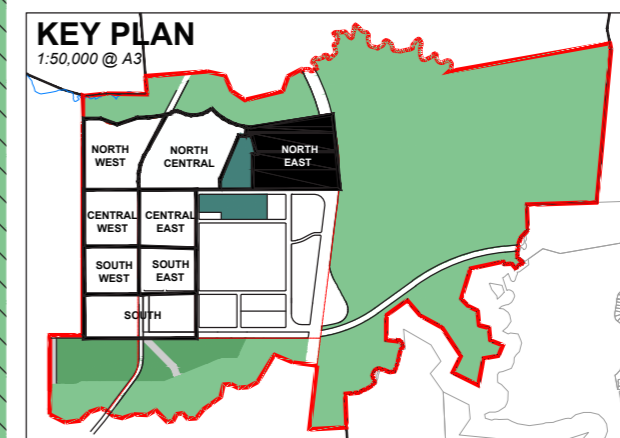 KEY PLAN
1:50,000 @ A3
NORTH
WEST
NORTH
CENTRAL
NORTH
EAST
CENTRAL
WEST
CENTRAL
EAST
SOUTH
WEST
SOUTH
EAST
SOUTH